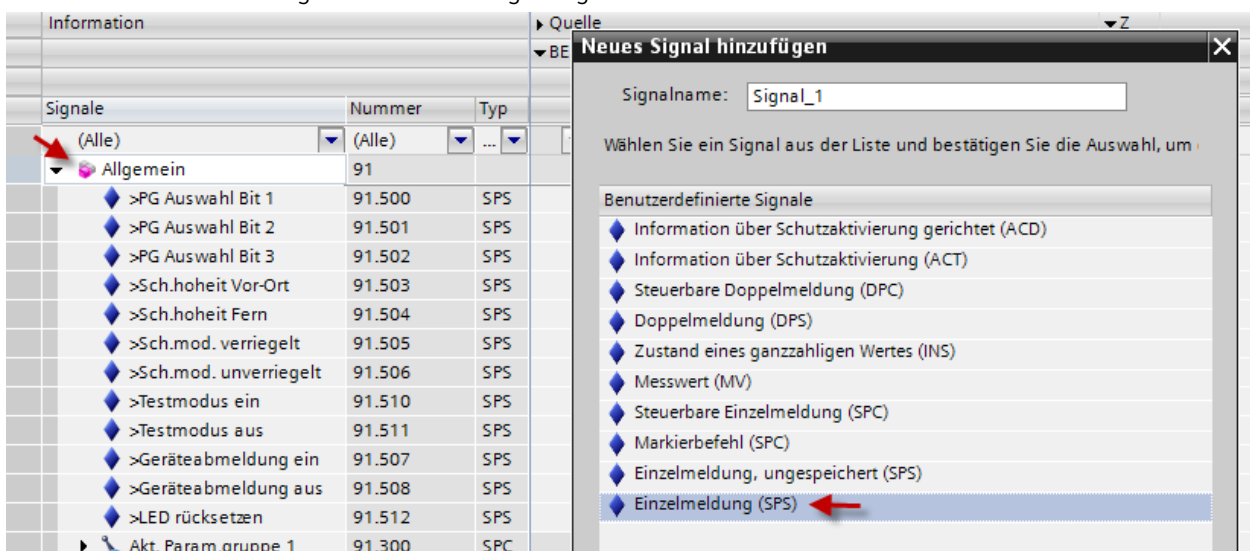 Information
Quelle
Z
BE
Signale Nummer Typ
(Alle) (Alle) ...
Allgemein 91
>PG Auswahl Bit 1 91.500 SPS
>PG Auswahl Bit 2 91.501 SPS
>PG Auswahl Bit 3 91.502 SPS
>Sch.hoheit Vor-Ort 91.503 SPS
>Sch.hoheit Fern 91.504 SPS
>Sch.mod. verriegelt 91.505 SPS
>Sch.mod. unverriegelt 91.506 SPS
>Testmodus ein 91.510 SPS
>Testmodus aus 91.511 SPS
>Geräteabmeldung ein 91.507 SPS
>Geräteabmeldung aus 91.508 SPS
>LED rücksetzen 91.512 SPS
Akt. Param.gruppe 1 91.300 SPC
Neues Signal hinzufügen
Signalname: Signal_1
Wählen Sie ein Signal aus der Liste und bestätigen Sie die Auswahl, um
Benutzerdefinierte Signale
Information über Schutzaktivierung gerichtet (ACD)
Information über Schutzaktivierung (ACT)
Steuerbare Doppelmeldung (DPC)
Doppelmeldung (DPS)
Zustand eines ganzzahligen Wertes (INS)
Messwert (MV)
Steuerbare Einzelmeldung (SPC)
Markierbefehl (SPC)
Einzelmeldung, ungespeichert (SPS)
Einzelmeldung (SPS)